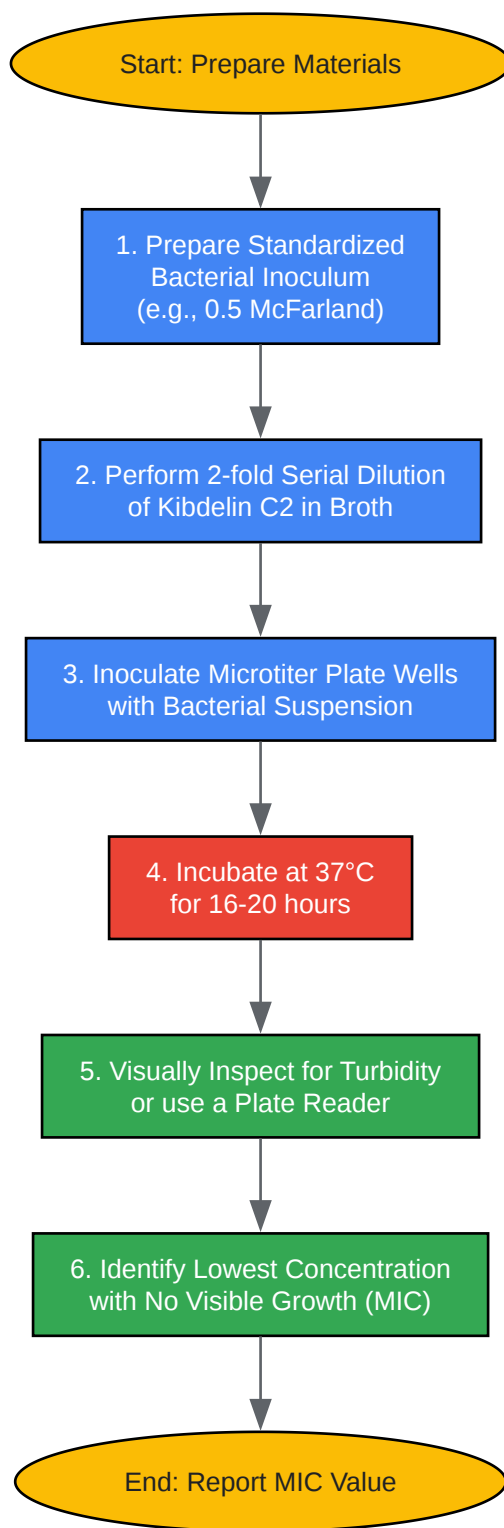 Start: Prepare Materials
1. Prepare Standardized
Bacterial Inoculum
(e.g., 0.5 McFarland)
2. Perform 2-fold Serial Dilution
of Kibdelin C2 in Broth
3. Inoculate Microtiter Plate Wells
with Bacterial Suspension
4. Incubate at 37°C
for 16-20 hours
5. Visually Inspect for Turbidity
or use a Plate Reader
6. Identify Lowest Concentration
with No Visible Growth (MIC)
End: Report MIC Value